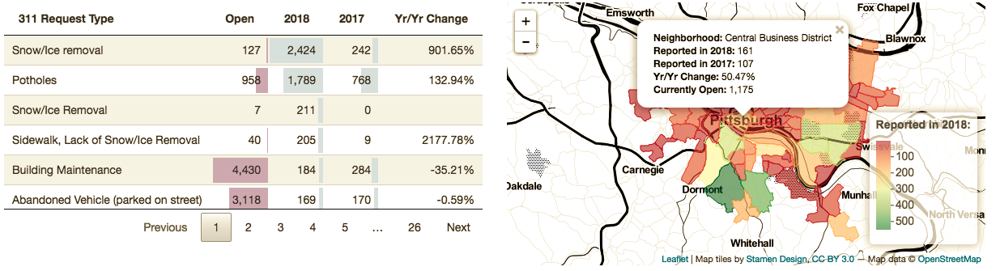 311 Request Type Open 2018 2017 Yr/Yr Change
Snow/Ice removal 127 2,424 242 901.65%
Potholes 958 1,789 768 132.94%
Snow/Ice Removal 7 211 0
Sidewalk, Lack of Snow/Ice Removal 40 205 9 2177.78%
Building Maintenance 4,430 184 284 -35.21%
Abandoned Vehicle (parked on street) 3,118 169 170 -0.59%
Previous 1 2 3 4 5 ... 26 Next
+
−
Emsworth
Fox Chapel
Blawnox
×
Neighborhood: Central Business District
Reported in 2018: 161
Reported in 2017: 107
Yr/Yr Change: 50.47%
Currently Open: 1,175
Pittsburgh
Carnegie
Oakdale
Dormont
Whitehall
Swissvale
Munhall
North Versa
Reported in 2018:
100
200
300
400
500
Leaflet | Map tiles by Stamen Design, CC BY 3.0 — Map data © OpenStreetMap